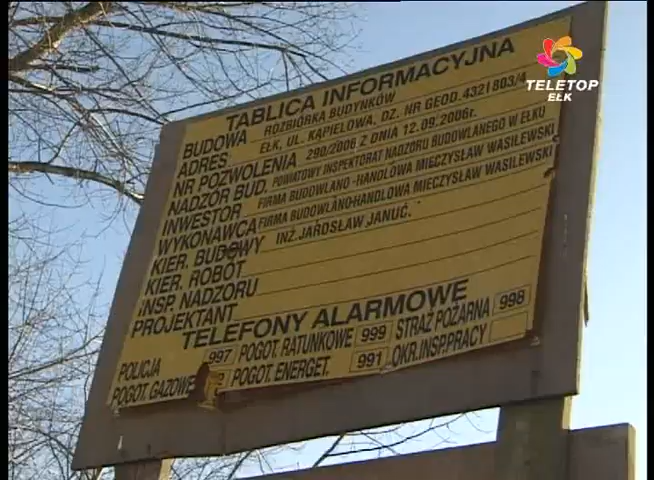 TELETOP
EŁK
TABLICA INFORMACYJNA
BUDOWA ROZBIÓRKA BUDYNKÓW
ADRES EŁK, UL. KĄPIELOWA, DZ. NR GEOD. 4321803/4
NR POZWOLENIA 290/2006 Z DNIA 12.09.2006r.
NADZÓR BUD. POWIATOWY INSPEKTORAT NADZORU BUDOWLANEGO W EŁKU
INWESTOR FIRMA BUDOWLANO-HANDLOWA MIECZYSŁAW WASILEWSKI
WYKONAWCA FIRMA BUDOWLANO-HANDLOWA MIECZYSŁAW WASILEWSKI
KIER. BUDOWY INŻ. JAROSŁAW JANUĆ.
KIER. ROBÓT
INSP. NADZORU
PROJEKTANT
TELEFONY ALARMOWE
POLICJA 997 POGOT. RATUNKOWE 999 STRAŻ POŻARNA 998
POGOT. GAZOWE POGOT. ENERGET. 991 OKR.INSP.PRACY